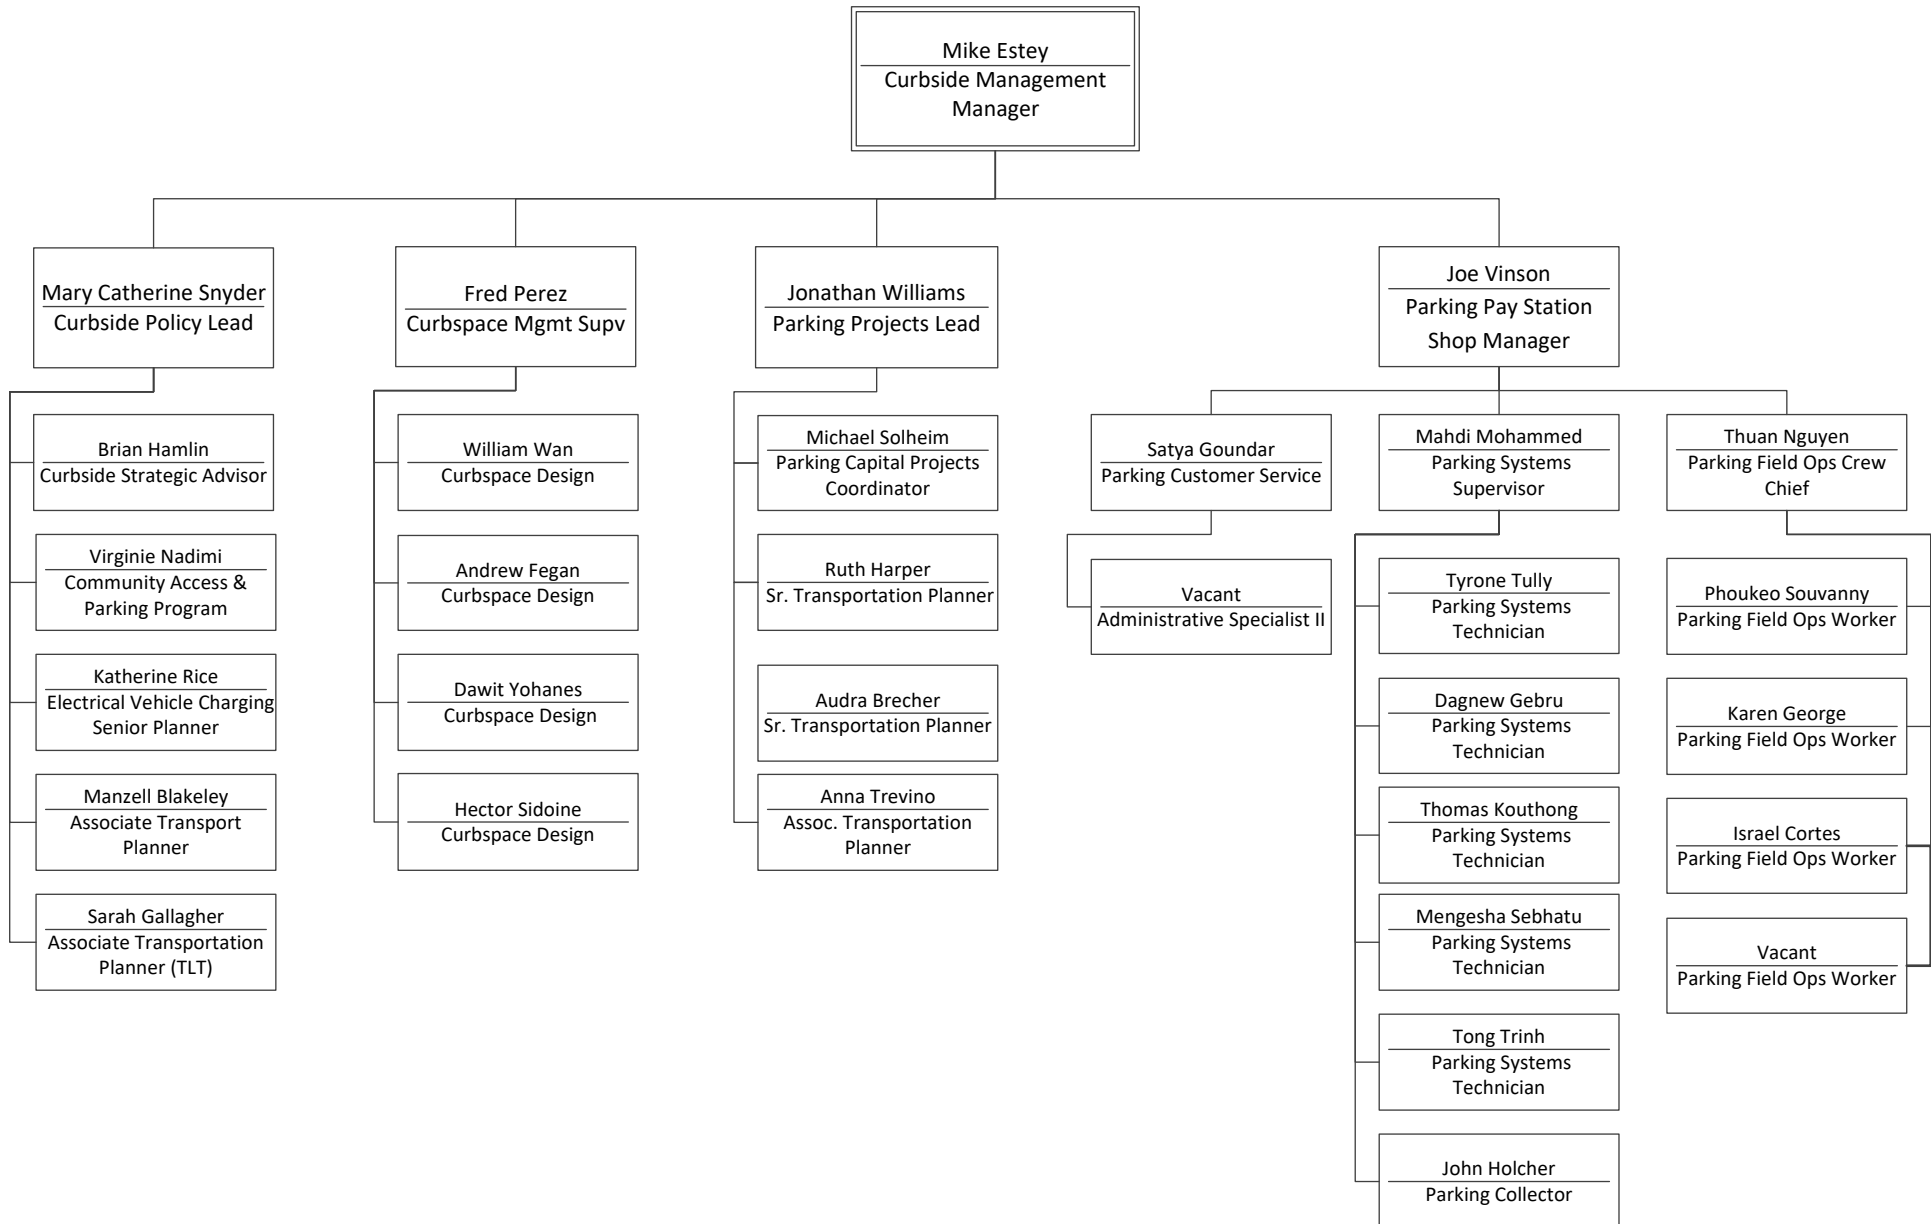 Mike Estey
Curbside Management
Manager
Mary Catherine Snyder
Curbside Policy Lead
Fred Perez
Curbspace Mgmt Supv
Jonathan Williams
Parking Projects Lead
Joe Vinson
Parking Pay Station
Shop Manager
Brian Hamlin
Curbside Strategic Advisor
Virginie Nadimi
Community Access &
Parking Program
Katherine Rice
Electrical Vehicle Charging
Senior Planner
Manzell Blakeley
Associate Transport
Planner
Sarah Gallagher
Associate Transportation
Planner (TLT)
William Wan
Curbspace Design
Andrew Fegan
Curbspace Design
Dawit Yohanes
Curbspace Design
Hector Sidoine
Curbspace Design
Michael Solheim
Parking Capital Projects
Coordinator
Ruth Harper
Sr. Transportation Planner
Audra Brecher
Sr. Transportation Planner
Anna Trevino
Assoc. Transportation
Planner
Satya Goundar
Parking Customer Service
Vacant
Administrative Specialist II
Mahdi Mohammed
Parking Systems
Supervisor
Tyrone Tully
Parking Systems
Technician
Dagnew Gebru
Parking Systems
Technician
Thomas Kouthong
Parking Systems
Technician
Mengesha Sebhatu
Parking Systems
Technician
Tong Trinh
Parking Systems
Technician
John Holcher
Parking Collector
Thuan Nguyen
Parking Field Ops Crew
Chief
Phoukeo Souvanny
Parking Field Ops Worker
Karen George
Parking Field Ops Worker
Israel Cortes
Parking Field Ops Worker
Vacant
Parking Field Ops Worker